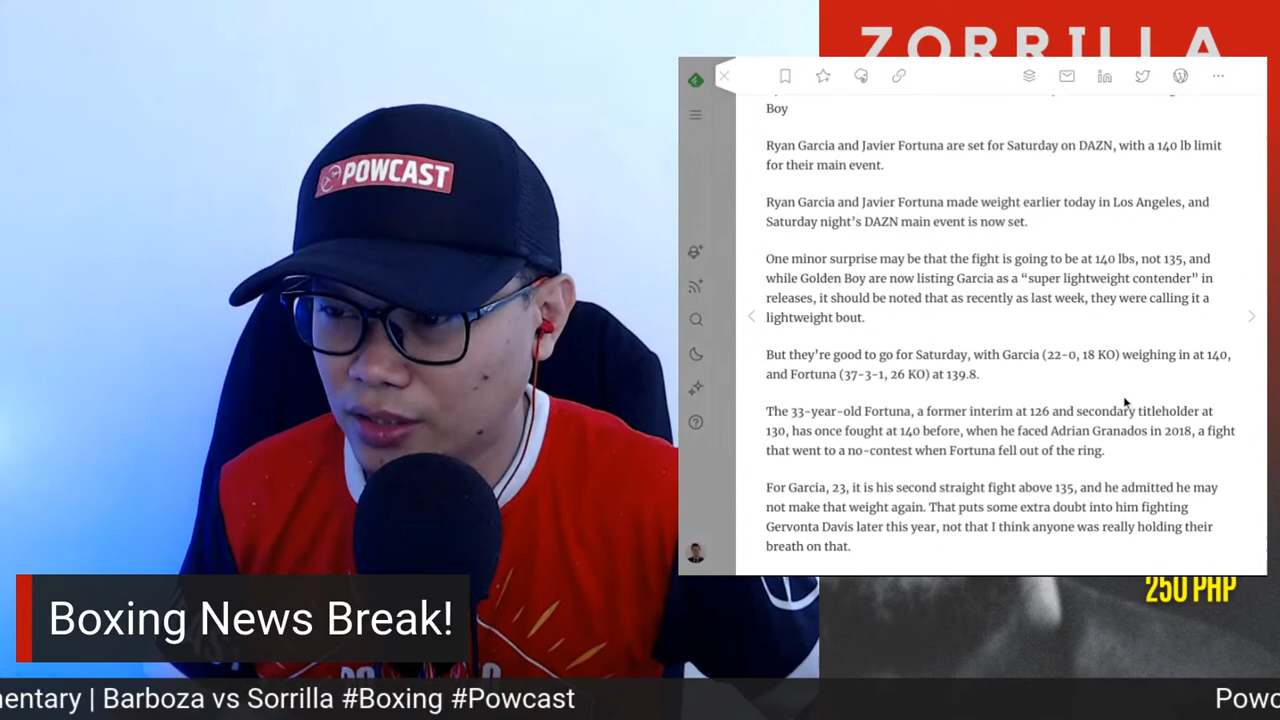 ZORRILLA
POWCAST
Boy
Ryan Garcia and Javier Fortuna are set for Saturday on DAZN, with a 140 lb limit
for their main event.
Ryan Garcia and Javier Fortuna made weight earlier today in Los Angeles, and
Saturday night's DAZN main event is now set.
One minor surprise may be that the fight is going to be at 140 lbs, not 135, and
while Golden Boy are now listing Garcia as a “super lightweight contender” in
releases, it should be noted that as recently as last week, they were calling it a
lightweight bout.
But they're good to go for Saturday, with Garcia (22-0, 18 KO) weighing in at 140,
and Fortuna (37-3-1, 26 KO) at 139.8.
The 33-year-old Fortuna, a former interim at 126 and secondary titleholder at
130, has once fought at 140 before, when he faced Adrian Granados in 2018, a fight
that went to a no-contest when Fortuna fell out of the ring.
For Garcia, 23, it is his second straight fight above 135, and he admitted he may
not make that weight again. That puts some extra doubt into him fighting
Gervonta Davis later this year, not that I think anyone was really holding their
breath on that.
250 PHP
Boxing News Break!
mentary | Barboza vs Sorrilla #Boxing #Powcast
Powc